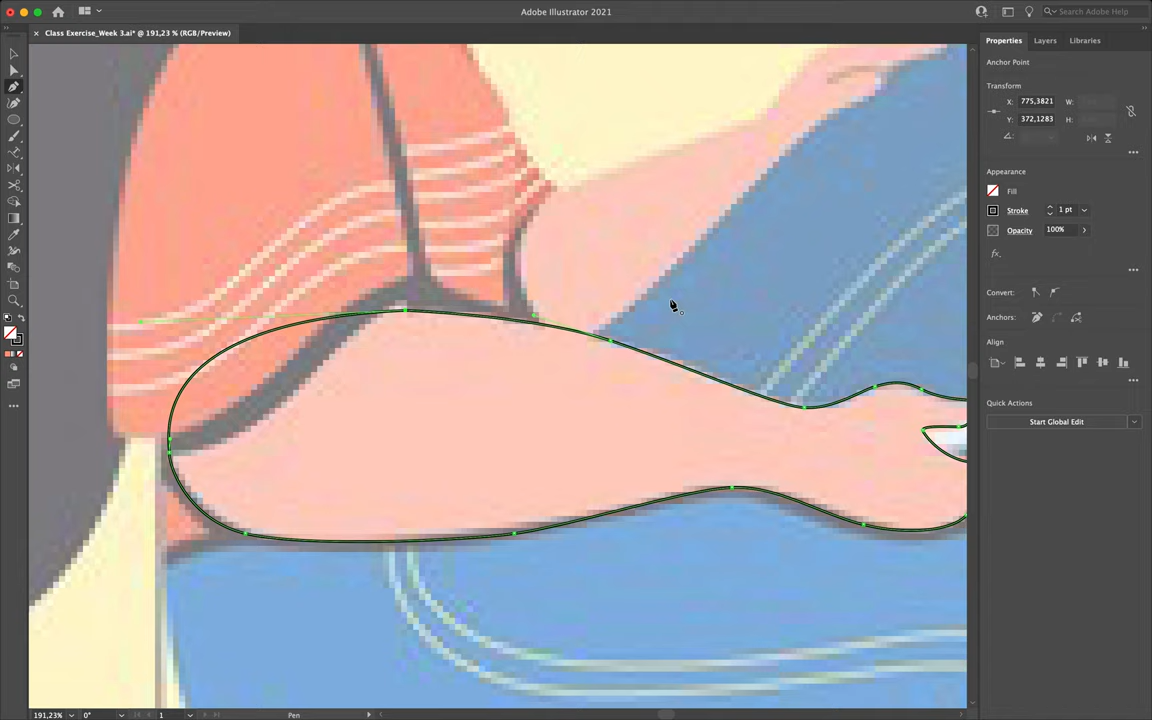 Adobe Illustrator 2021
Search Adobe Help
Class Exercise_Week 3.ai* @ 191,23 % (RGB/Preview)
Properties
Layers
Libraries
Anchor Point
Transform
X: 775,3821 W:
Y: 372,1283 H:
Appearance
Fill
Stroke 1 pt
Opacity 100%
fx.
Convert:
Anchors:
Align
Quick Actions
Start Global Edit
191,23% 0° 1 Pen